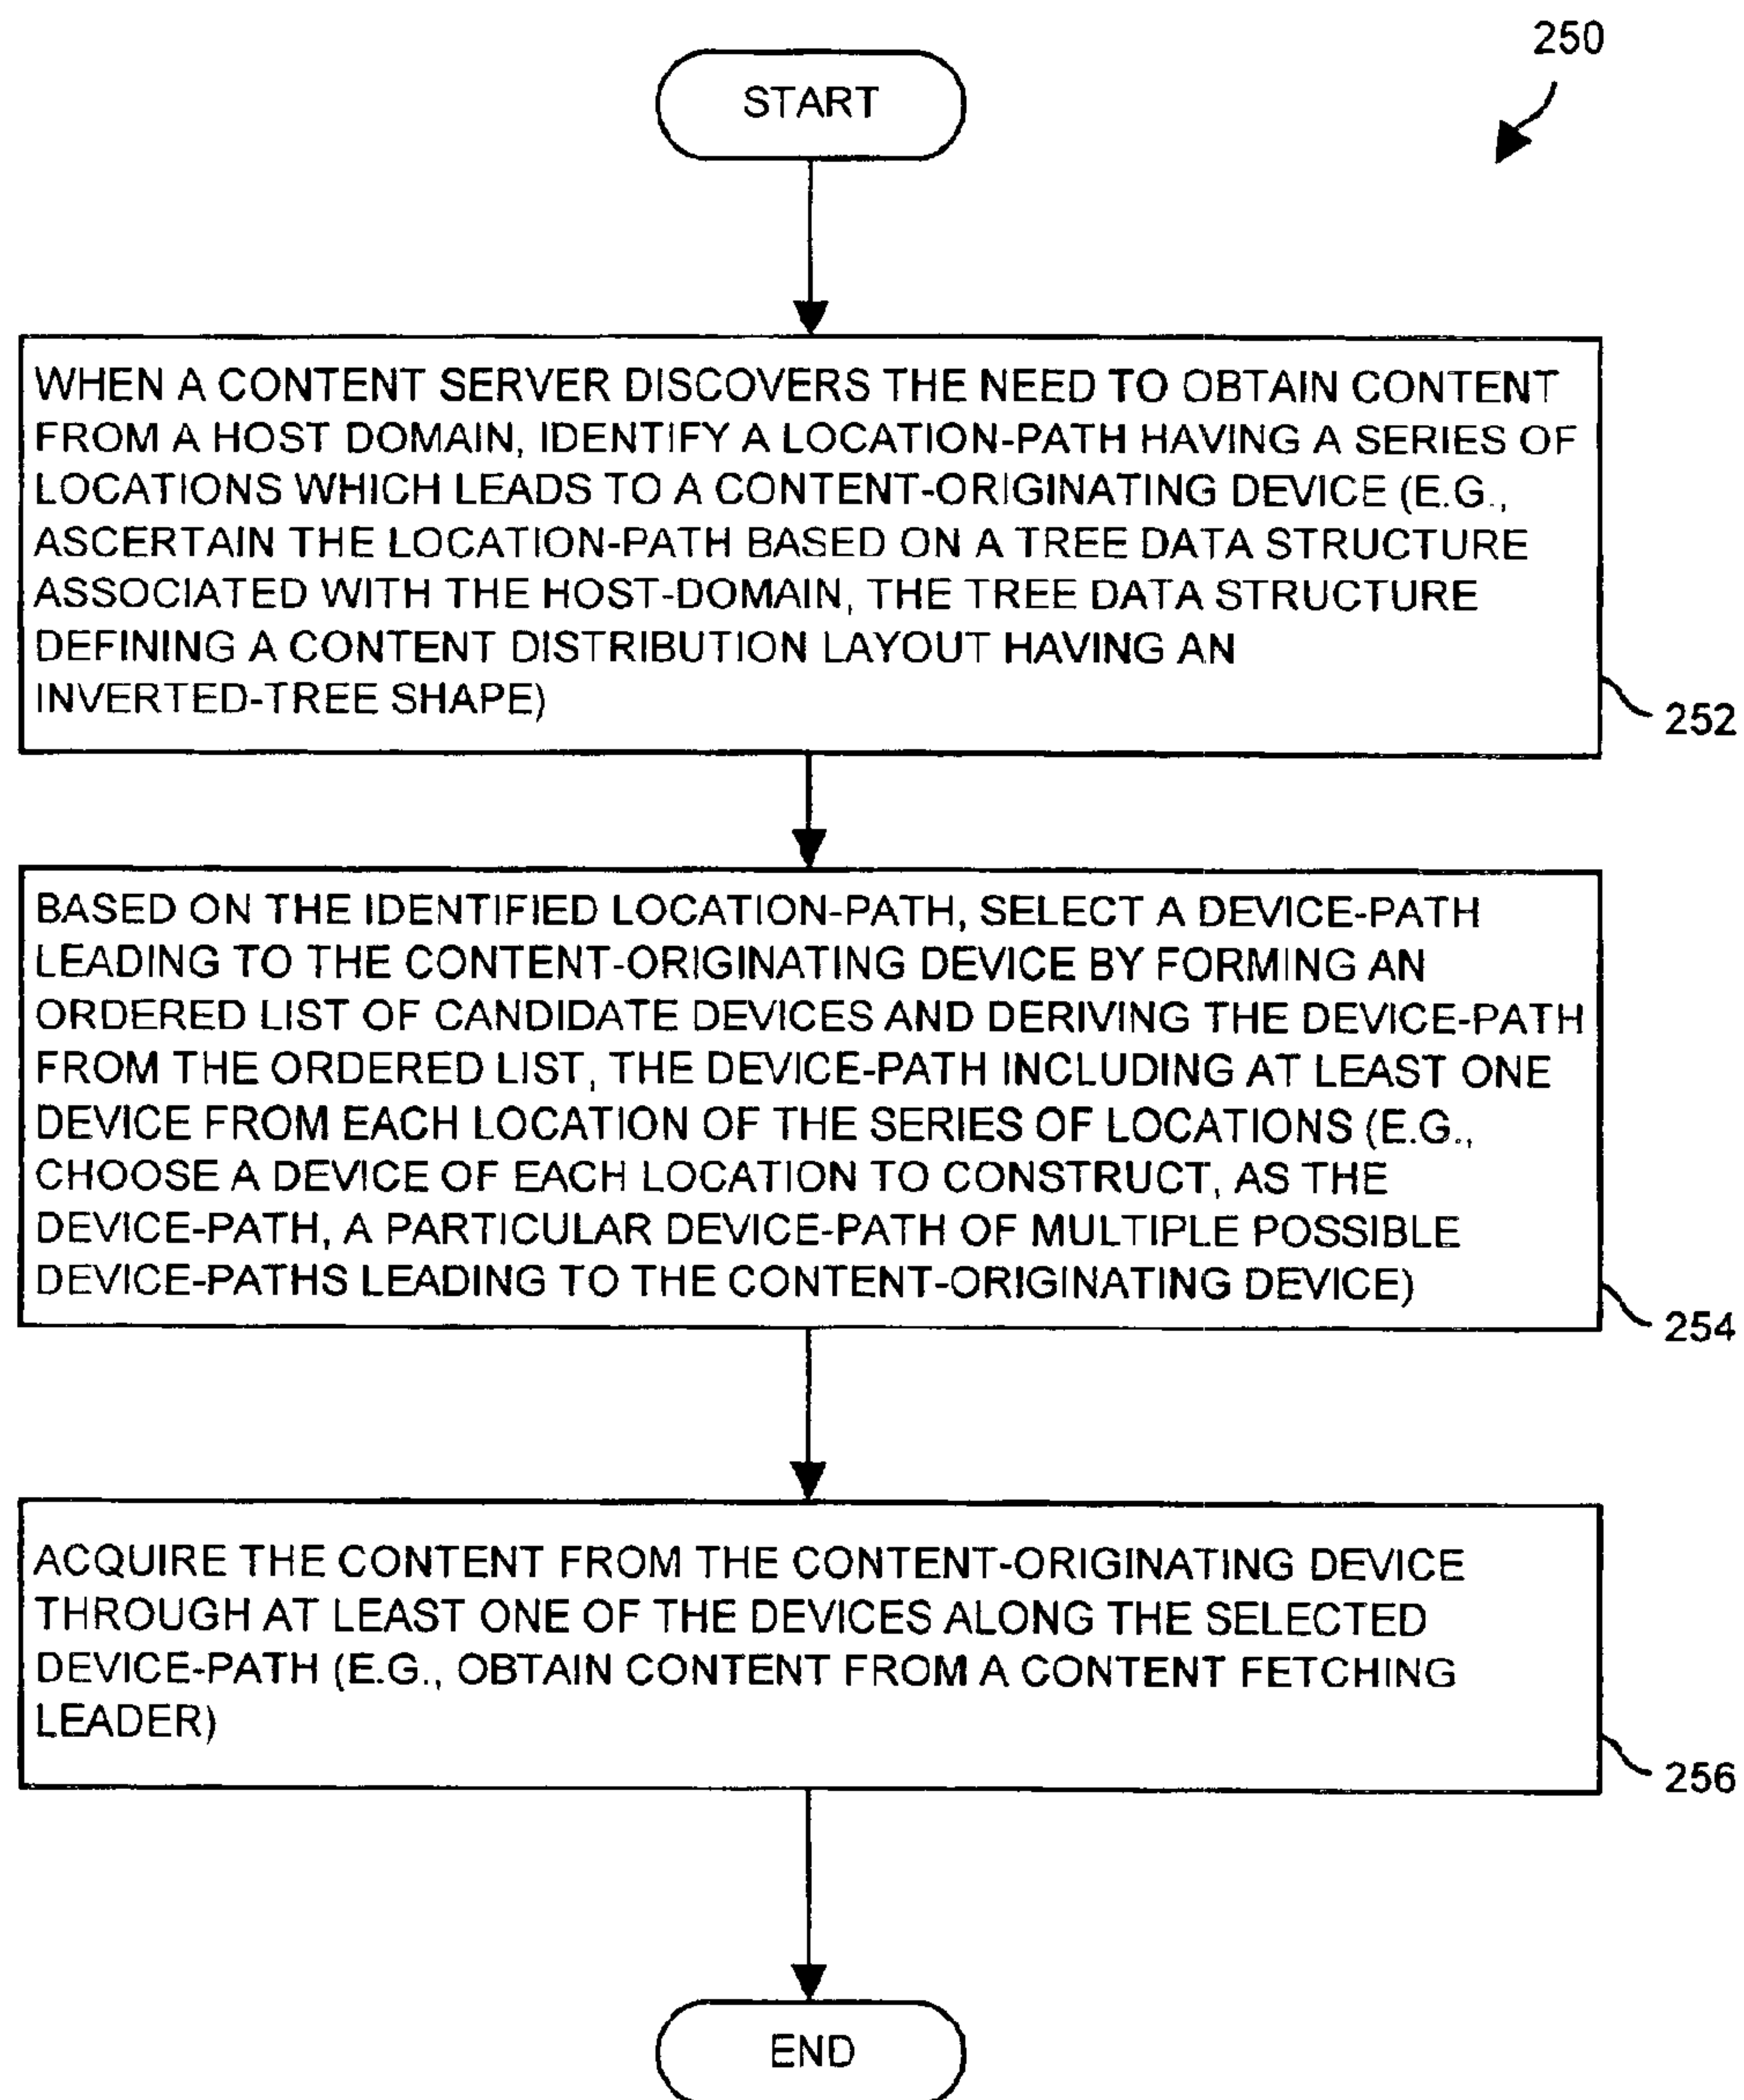 250
START
WHEN A CONTENT SERVER DISCOVERS THE NEED TO OBTAIN CONTENT
FROM A HOST DOMAIN, IDENTIFY A LOCATION-PATH HAVING A SERIES OF
LOCATIONS WHICH LEADS TO A CONTENT-ORIGINATING DEVICE (E.G.,
ASCERTAIN THE LOCATION-PATH BASED ON A TREE DATA STRUCTURE
ASSOCIATED WITH THE HOST-DOMAIN, THE TREE DATA STRUCTURE
DEFINING A CONTENT DISTRIBUTION LAYOUT HAVING AN
INVERTED-TREE SHAPE)
252
BASED ON THE IDENTIFIED LOCATION-PATH, SELECT A DEVICE-PATH
LEADING TO THE CONTENT-ORIGINATING DEVICE BY FORMING AN
ORDERED LIST OF CANDIDATE DEVICES AND DERIVING THE DEVICE-PATH
FROM THE ORDERED LIST, THE DEVICE-PATH INCLUDING AT LEAST ONE
DEVICE FROM EACH LOCATION OF THE SERIES OF LOCATIONS (E.G.,
CHOOSE A DEVICE OF EACH LOCATION TO CONSTRUCT, AS THE
DEVICE-PATH, A PARTICULAR DEVICE-PATH OF MULTIPLE POSSIBLE
DEVICE-PATHS LEADING TO THE CONTENT-ORIGINATING DEVICE)
254
ACQUIRE THE CONTENT FROM THE CONTENT-ORIGINATING DEVICE
THROUGH AT LEAST ONE OF THE DEVICES ALONG THE SELECTED
DEVICE-PATH (E.G., OBTAIN CONTENT FROM A CONTENT FETCHING
LEADER)
256
END